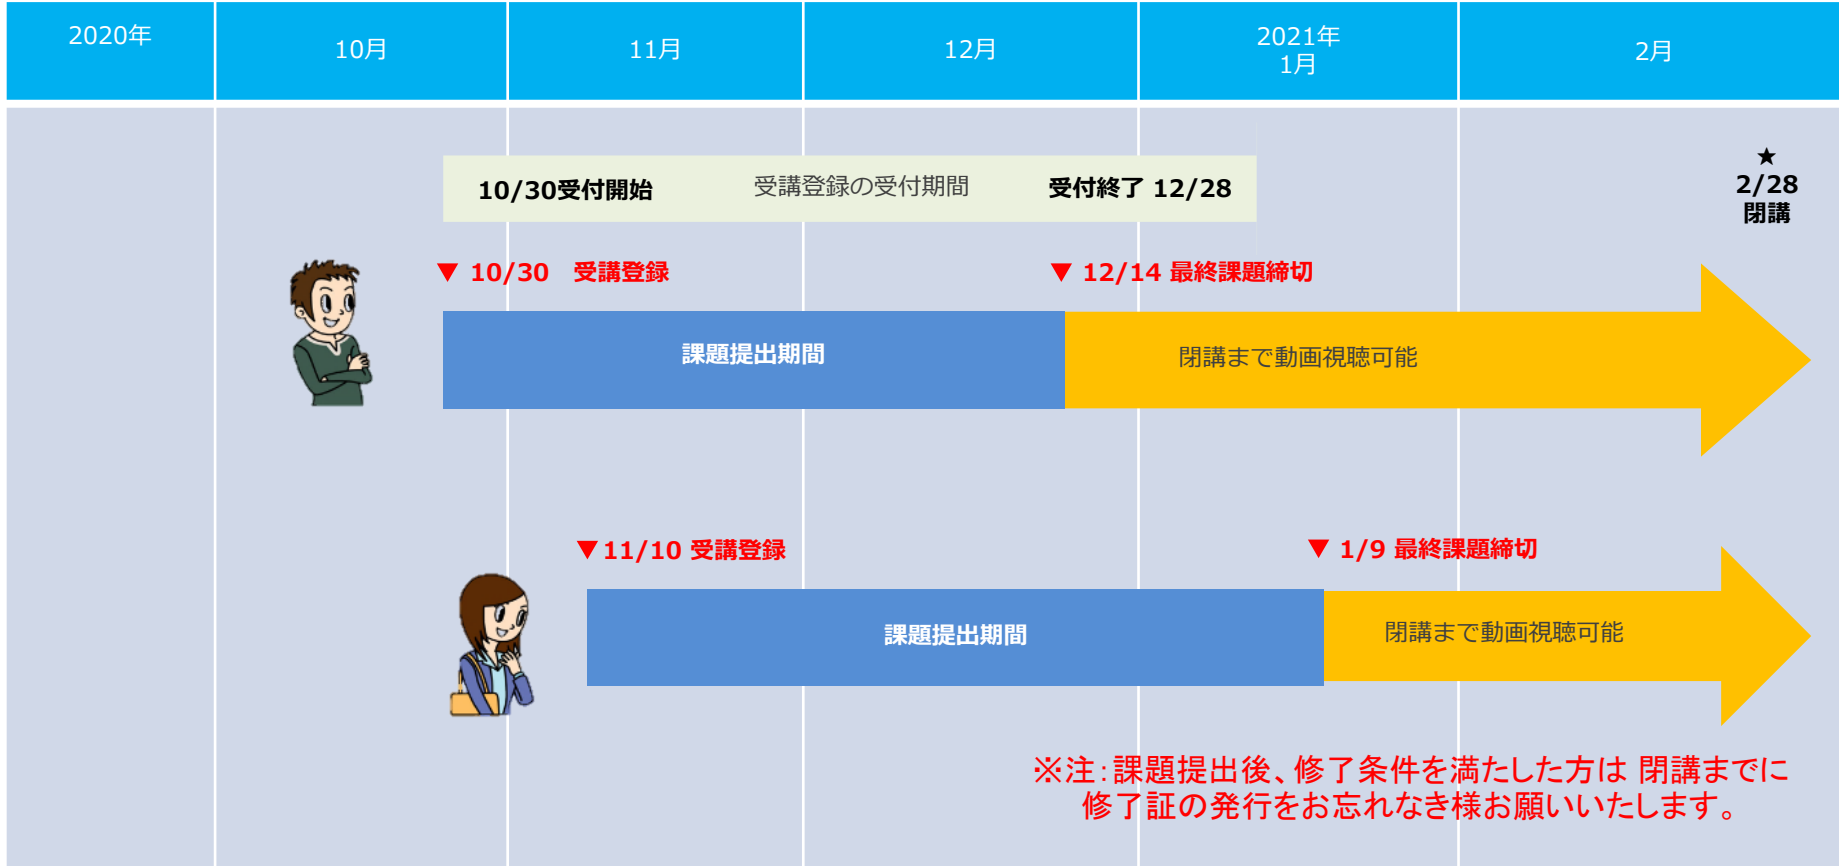 2020年
10月
11月
12月
2021年
1月
2月
10/30受付開始
受講登録の受付期間
受付終了 12/28
★
2/28
閉講
▼ 10/30　受講登録
▼ 12/14 最終課題締切
課題提出期間
閉講まで動画視聴可能
▼11/10 受講登録
▼ 1/9 最終課題締切
課題提出期間
閉講まで動画視聴可能
※注：課題提出後、修了条件を満たした方は 閉講までに
修了証の発行をお忘れなき様お願いいたします。